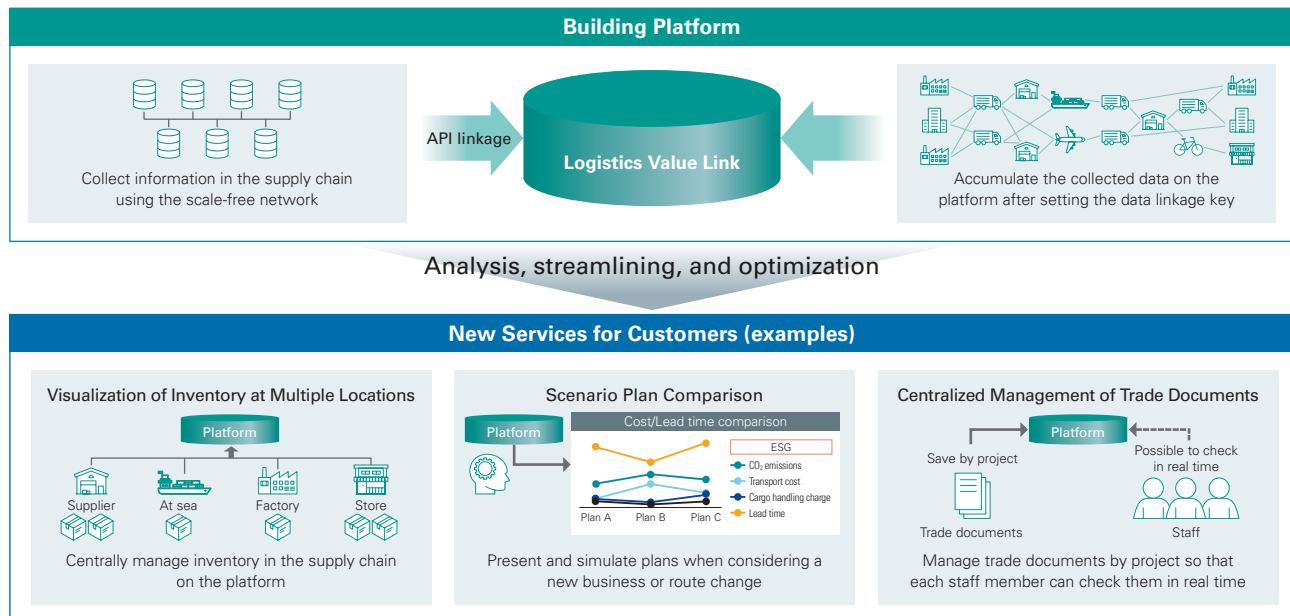 Building Platform
Collect information in the supply chain
using the scale-free network
API linkage
Logistics Value Link
Accumulate the collected data on the
platform after setting the data linkage key
Analysis, streamlining, and optimization
New Services for Customers (examples)
Visualization of Inventory at Multiple Locations
Platform
Supplier
At sea
Factory
Store
Centrally manage inventory in the supply chain
on the platform
Scenario Plan Comparison
Platform
Cost/Lead time comparison
ESG
CO₂ emissions
Transport cost
Cargo handling charge
Lead time
Plan A
Plan B
Plan C
Present and simulate plans when considering a
new business or route change
Centralized Management of Trade Documents
Platform
Save by project
Possible to check
in real time
Trade documents
Staff
Manage trade documents by project so that
each staff member can check them in real time